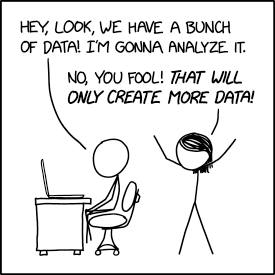 HEY, LOOK, WE HAVE A BUNCH
OF DATA! I'M GONNA ANALYZE IT.
NO, YOU FOOL! THAT WILL
ONLY CREATE MORE DATA!